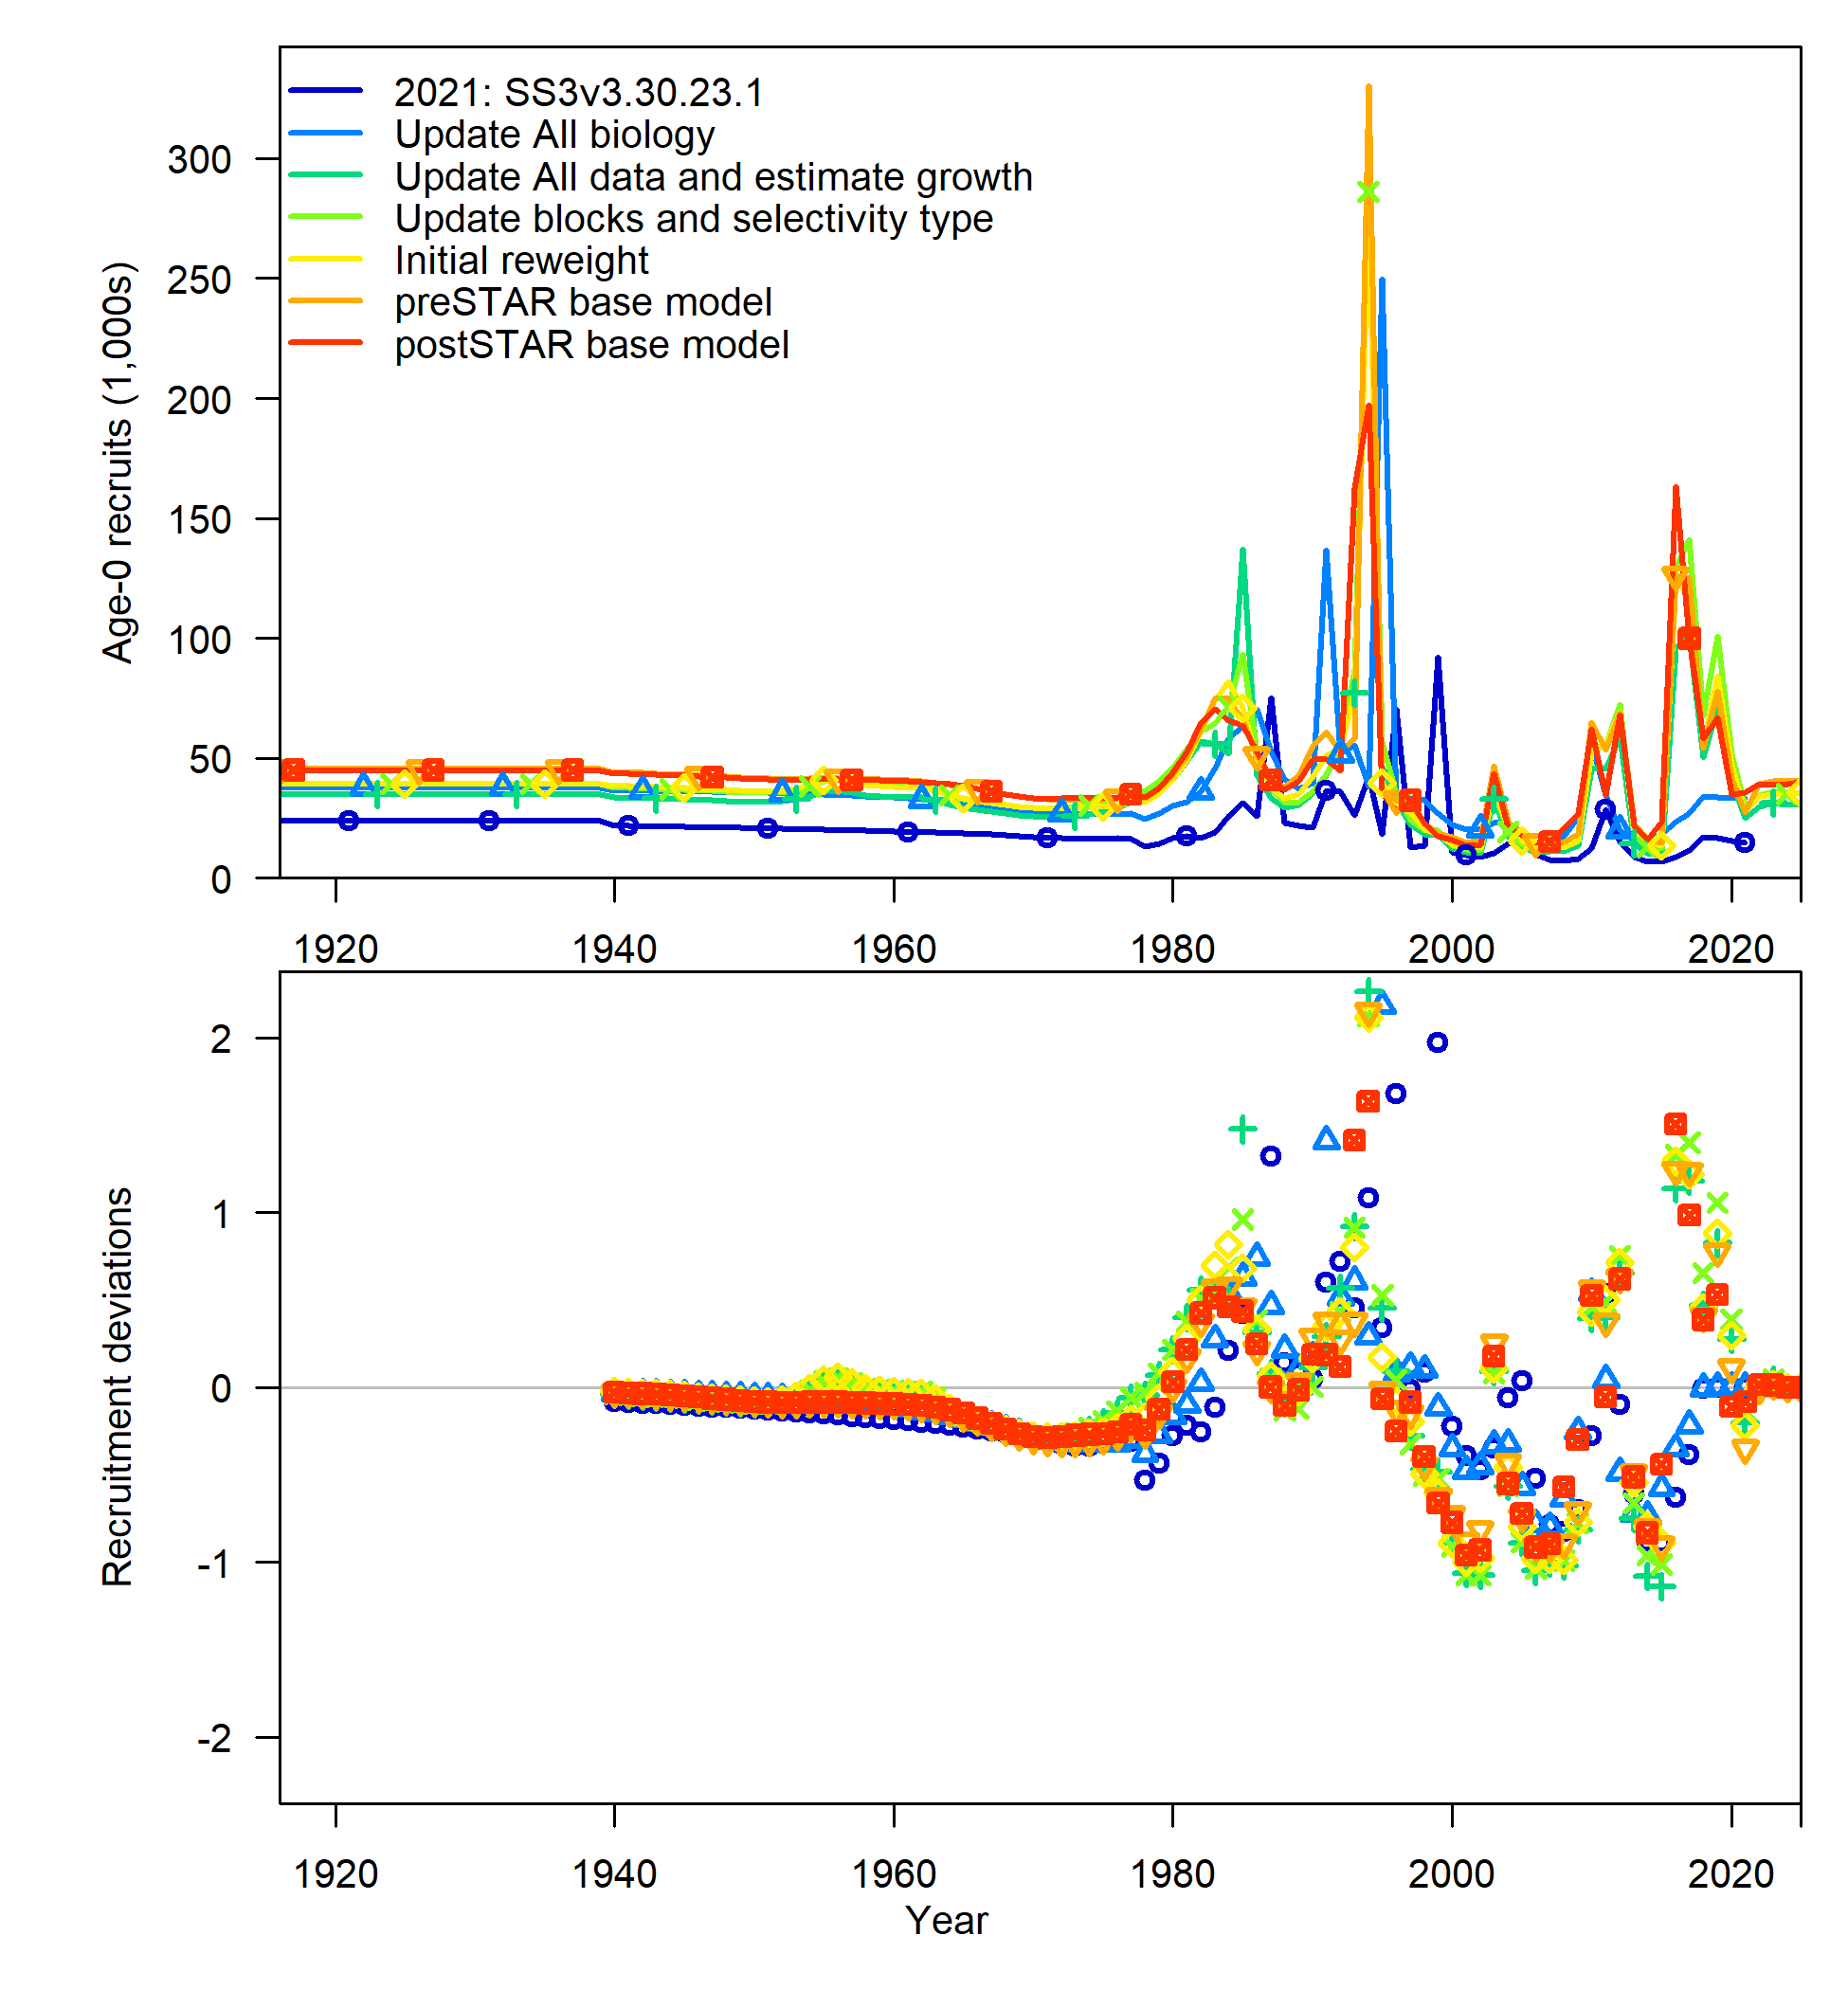 2021: SS3v3.30.23.1
Update All biology
Update All data and estimate growth
Update blocks and selectivity type
Initial reweight
preSTAR base model
postSTAR base model
Age-0 recruits (1,000s)
300
250
200
150
100
50
0
1920 1940 1960 1980 2000 2020
Recruitment deviations
2
1
0
-1
-2
1920 1940 1960 1980 2000 2020
Year